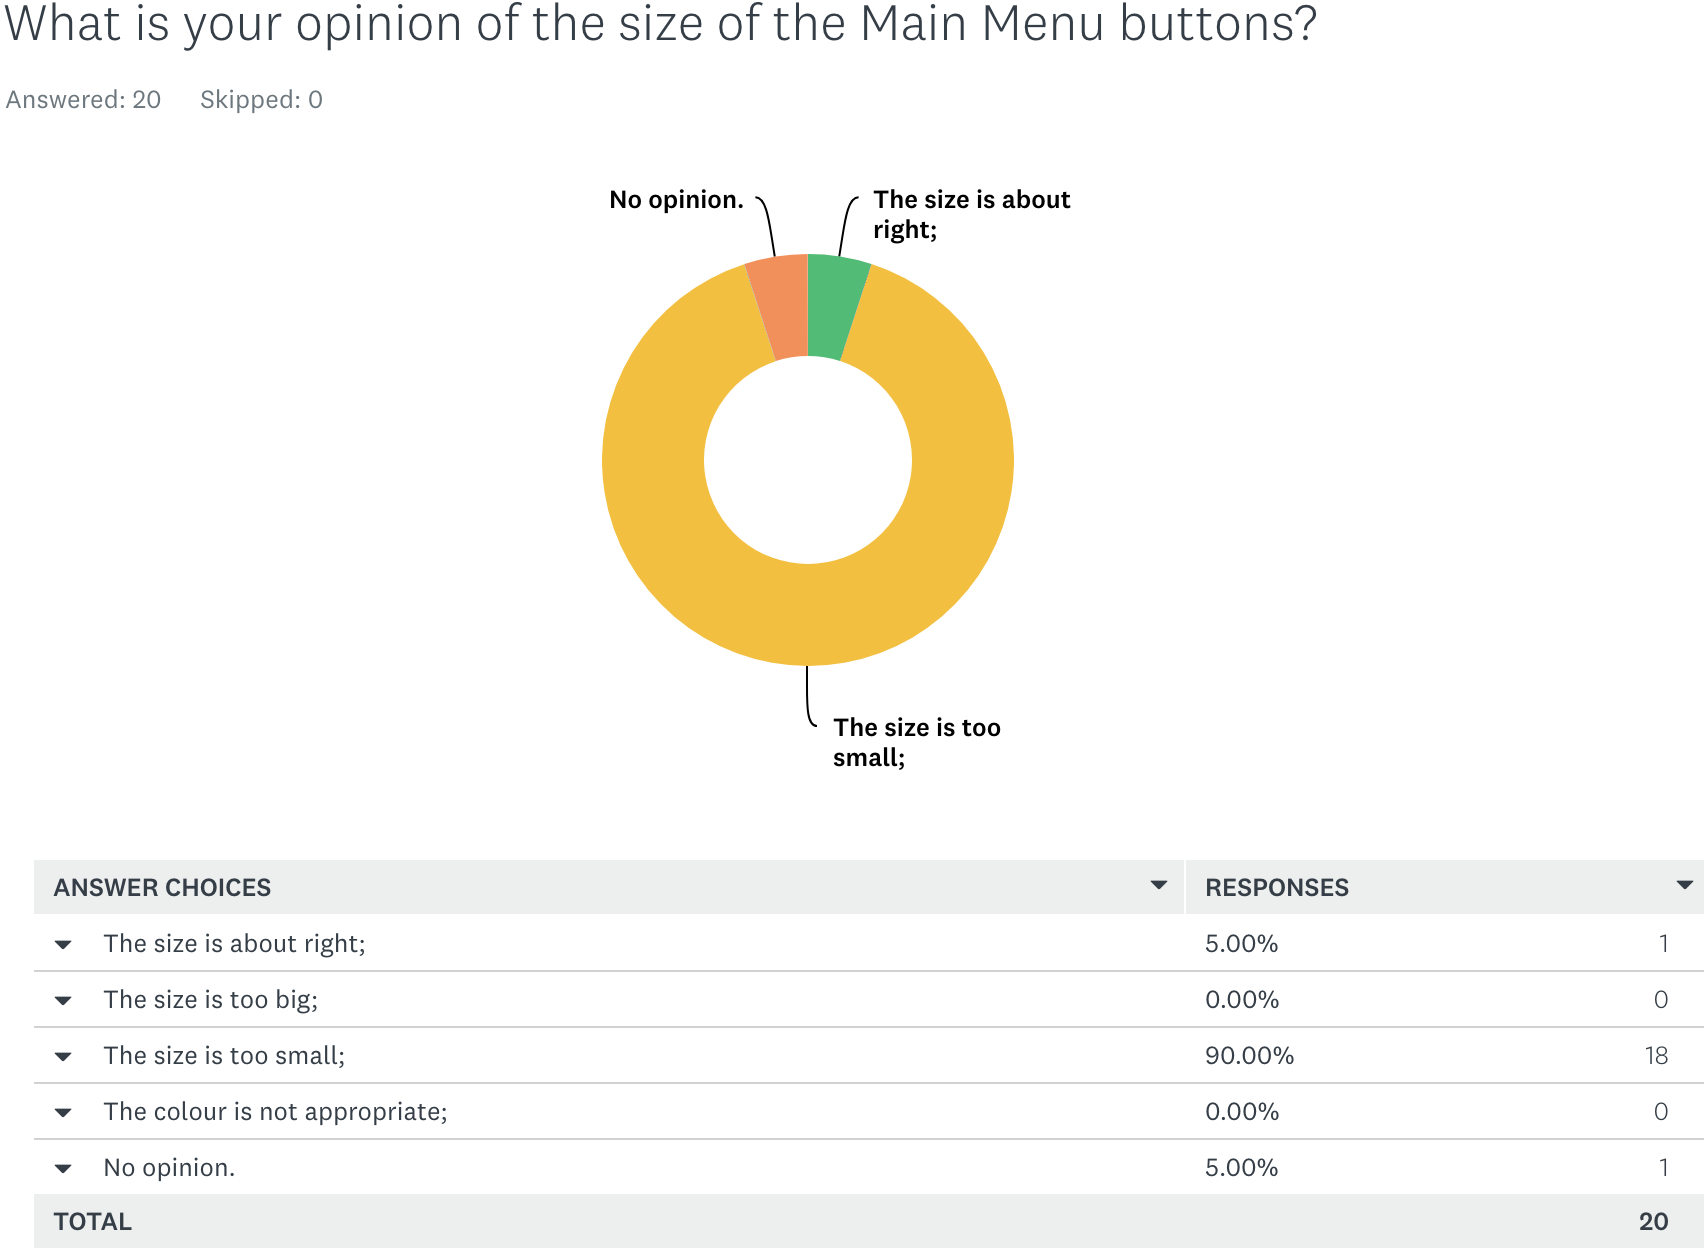 What is your opinion of the size of the Main Menu buttons?
Answered: 20 Skipped: 0
No opinion.
The size is about
right;
The size is too
small;
ANSWER CHOICES RESPONSES
The size is about right; 5.00% 1
The size is too big; 0.00% 0
The size is too small; 90.00% 18
The colour is not appropriate; 0.00% 0
No opinion. 5.00% 1
TOTAL 20